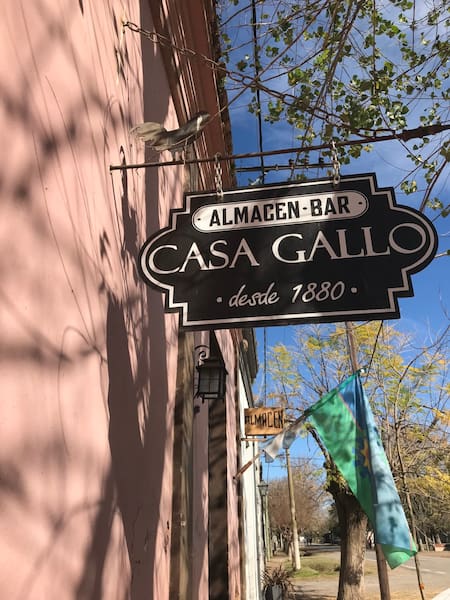 ALMACEN-BAR
CASA GALLO
· desde 1880 ·
ALMACEN